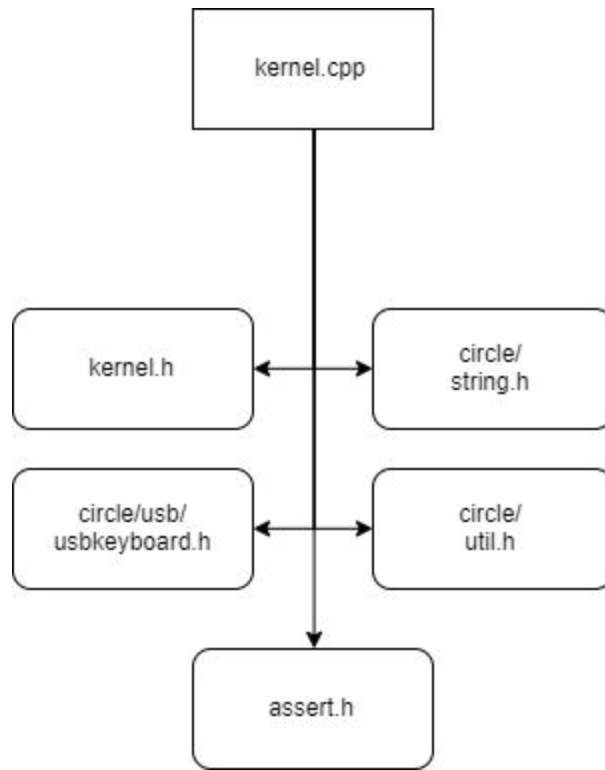 kernel.cpp
kernel.h
circle/
string.h
circle/usb/
usbkeyboard.h
circle/
util.h
assert.h